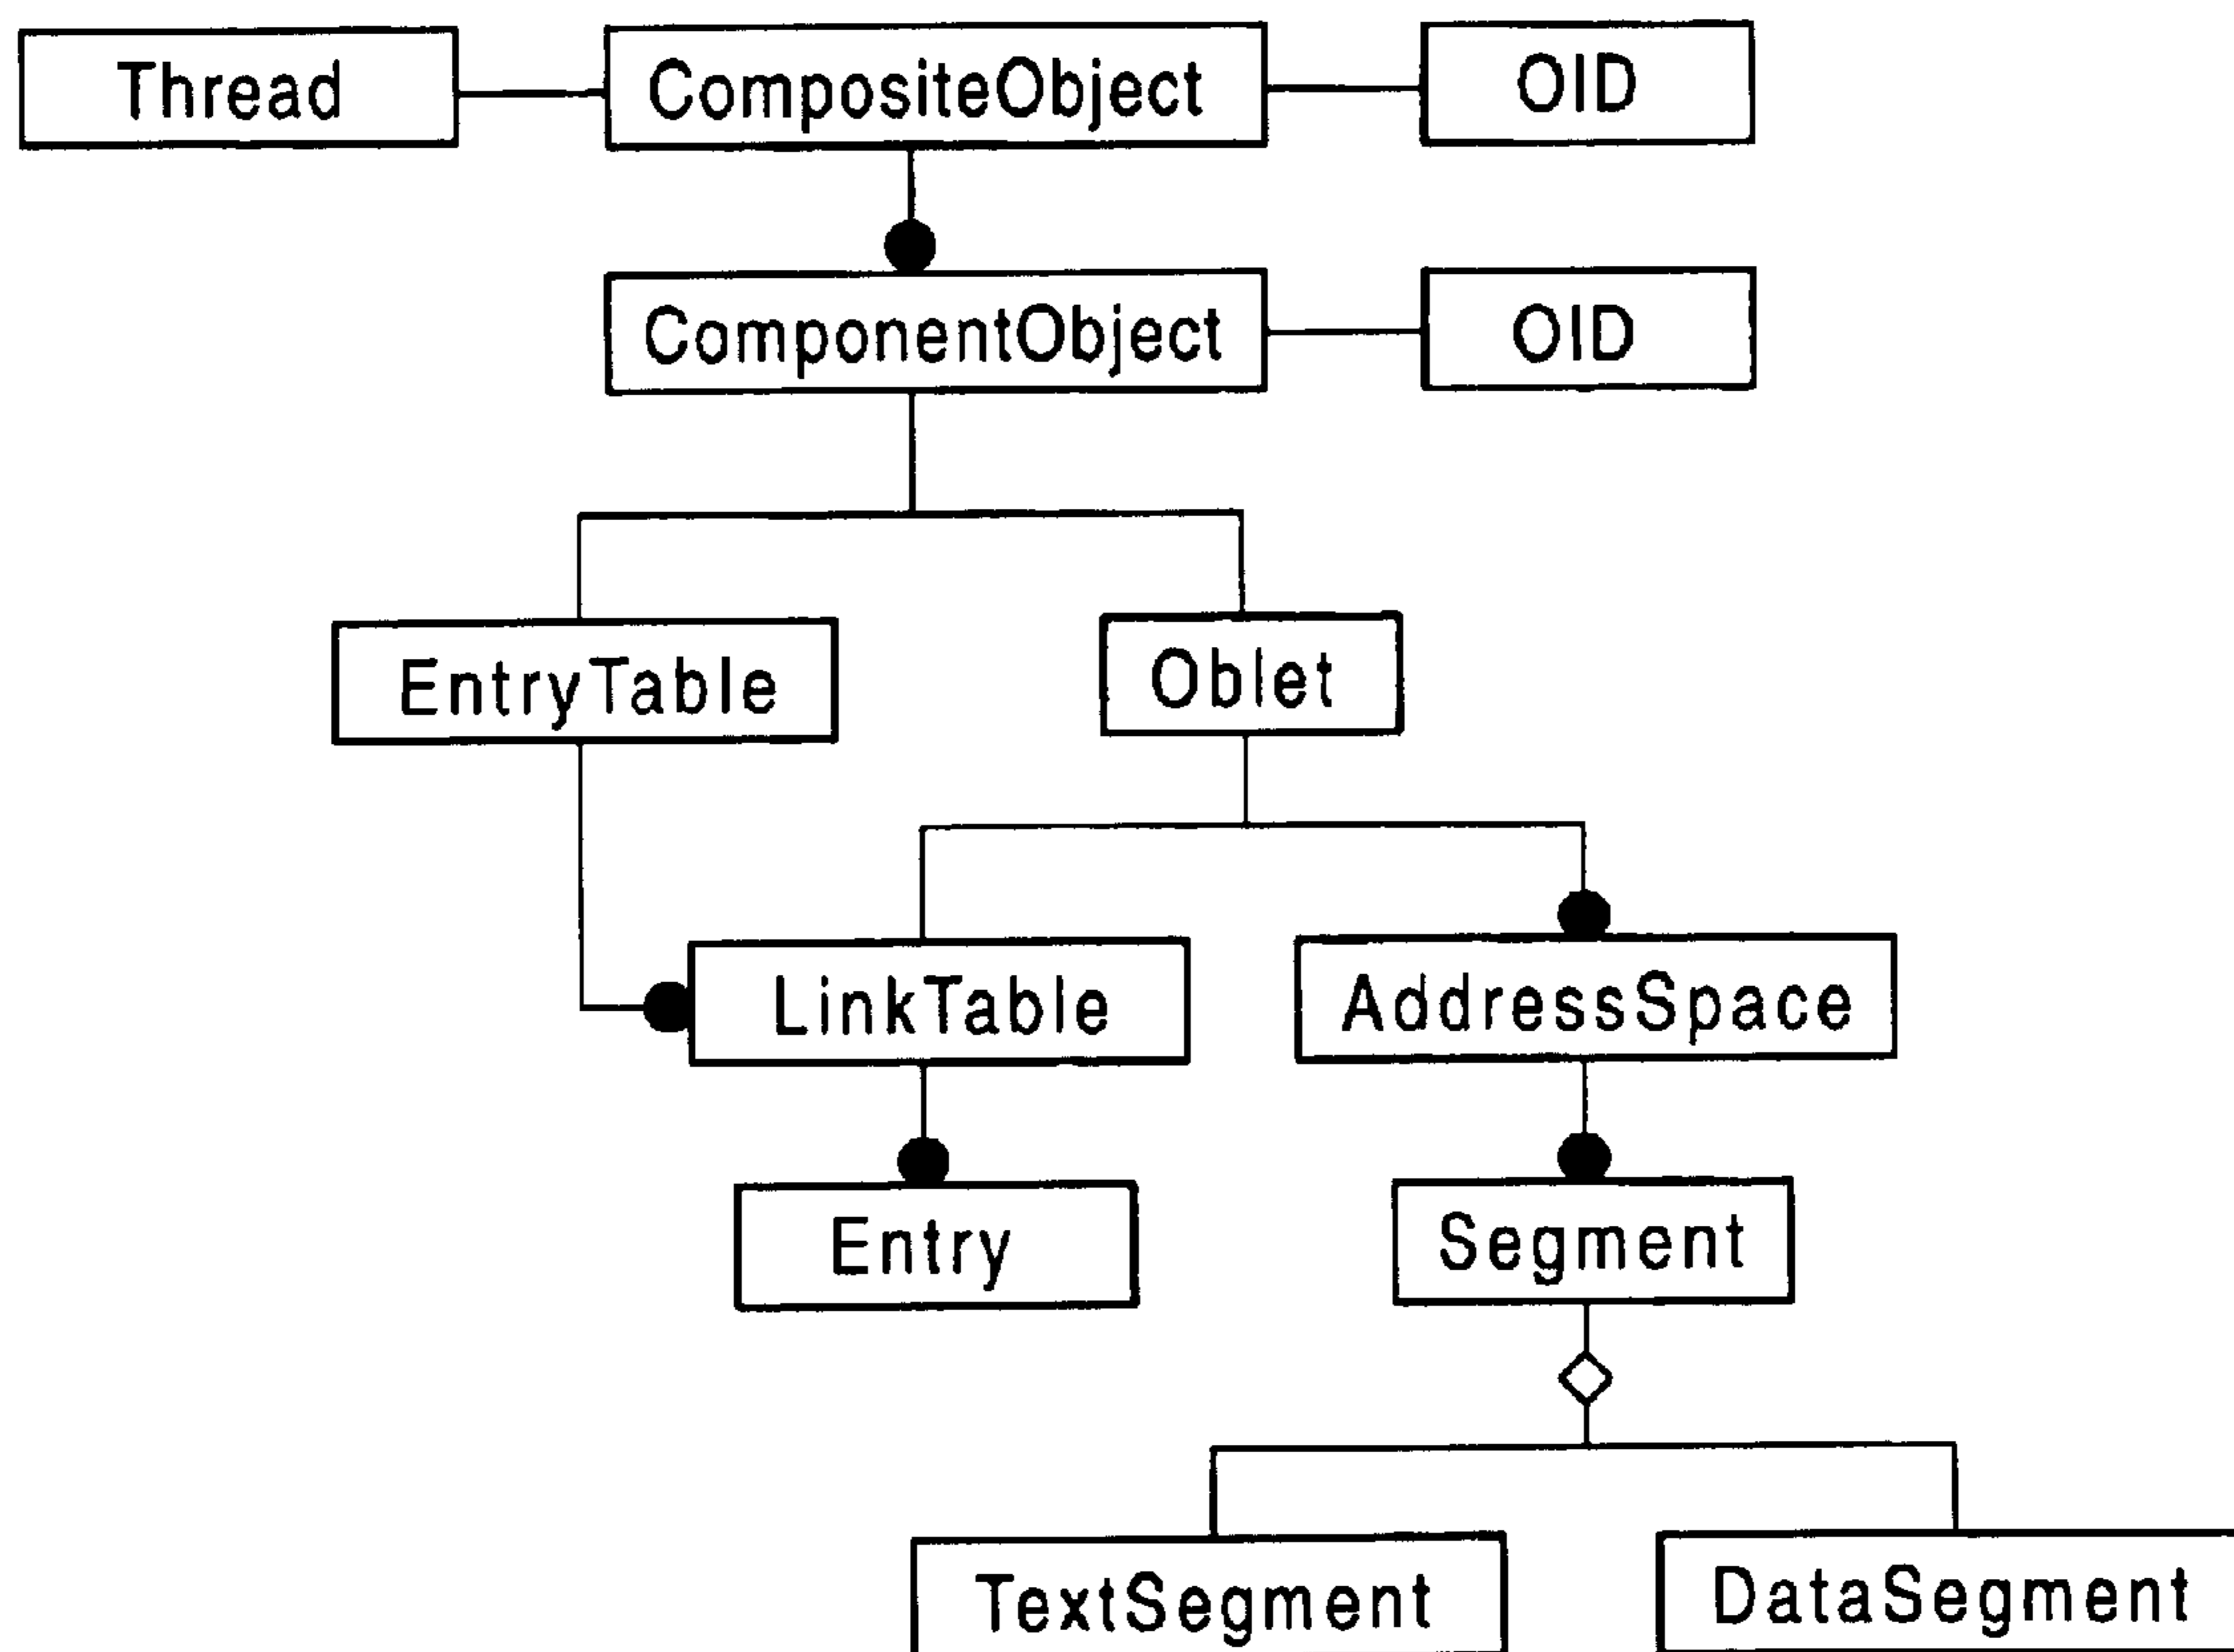 Thread
CompositeObject
OID
ComponentObject
OID
EntryTable
Oblet
LinkTable
AddressSpace
Entry
Segment
TextSegment
DataSegment